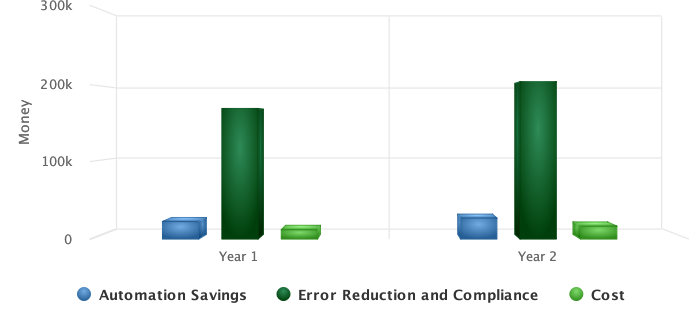 300k
200k
100k
0
Money
Year 1
Year 2
Automation Savings
Error Reduction and Compliance
Cost